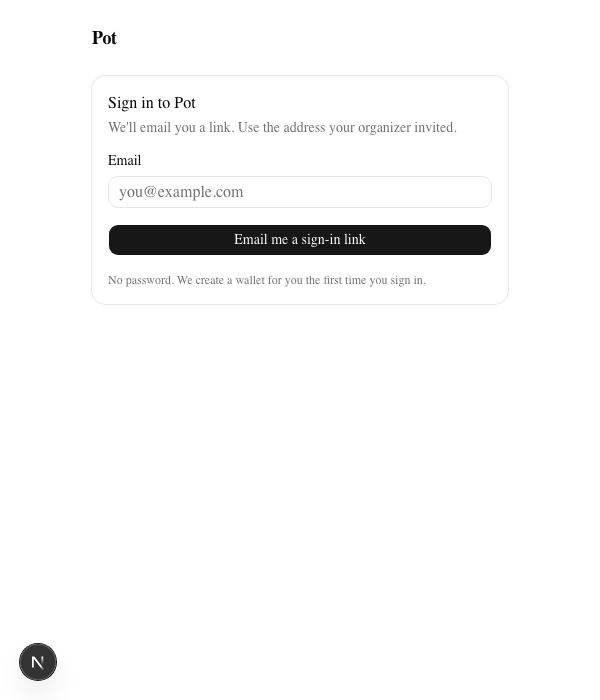 Pot
Sign in to Pot
We'll email you a link. Use the address your organizer invited.
Email
you@example.com
Email me a sign-in link
No password. We create a wallet for you the first time you sign in.
N